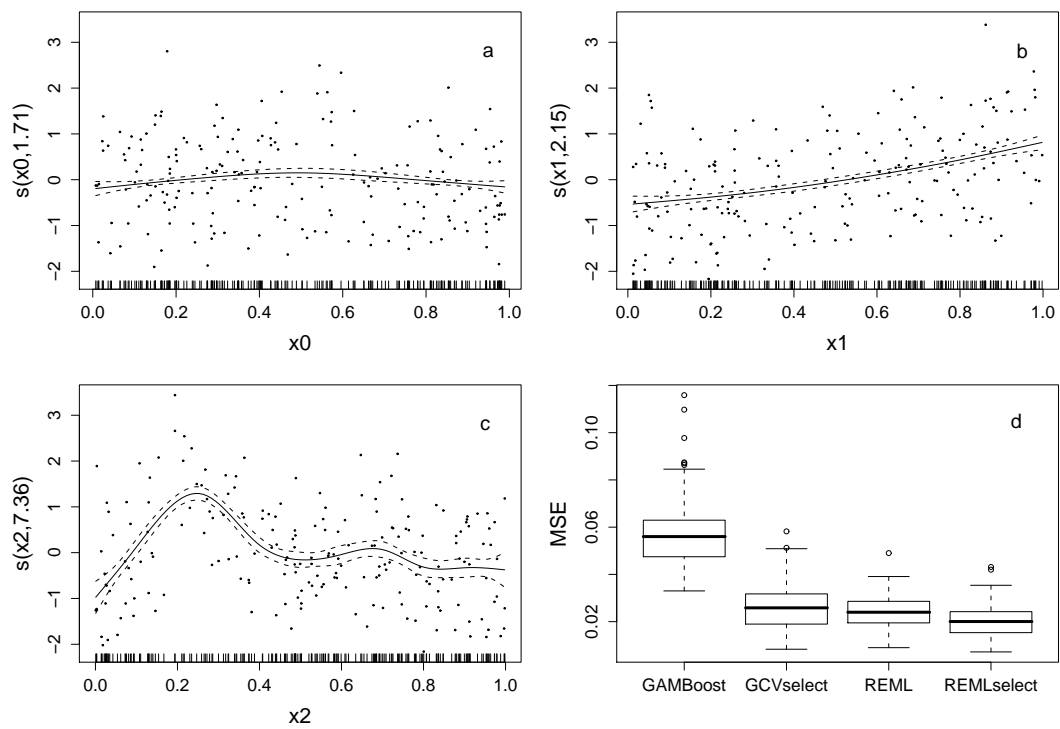 a
s(x0,1.71)
3
2
1
0
−1
−2
0.0 0.2 0.4 0.6 0.8 1.0
x0
b
s(x1,2.15)
3
2
1
0
−1
−2
0.0 0.2 0.4 0.6 0.8 1.0
x1
c
s(x2,7.36)
3
2
1
0
−1
−2
0.0 0.2 0.4 0.6 0.8 1.0
x2
d
MSE
0.10
0.06
0.02
GAMBoost GCVselect REML REMLselect